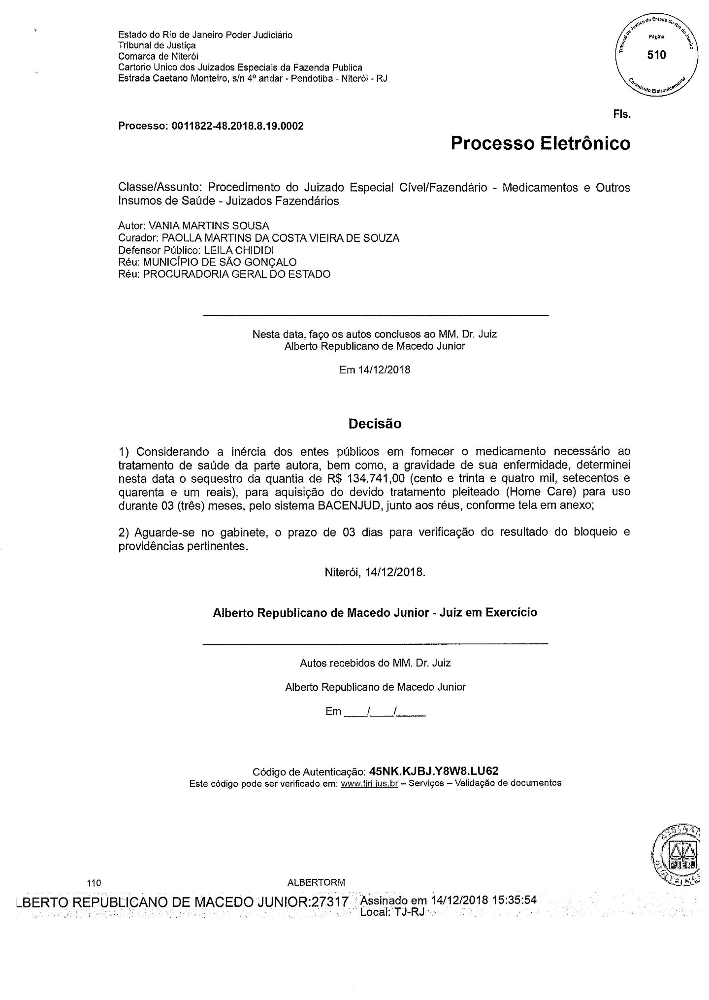 Estado do Rio de Janeiro Poder Judiciário
Tribunal de Justiça
Comarca de Niterói
Cartorio Unico dos Juizados Especiais da Fazenda Publica
Estrada Caetano Monteiro, s/n 4º andar - Pendotiba - Niterói - RJ
Tribunal de Justiça do Estado do Rio de Janeiro
Página
510
Carimbado Eletronicamente
Fls.
Processo: 0011822-48.2018.8.19.0002
Processo Eletrônico
Classe/Assunto: Procedimento do Juizado Especial Cível/Fazendário - Medicamentos e Outros
Insumos de Saúde - Juizados Fazendários
Autor: VANIA MARTINS SOUSA
Curador: PAOLLA MARTINS DA COSTA VIEIRA DE SOUZA
Defensor Público: LEILA CHIDIDI
Réu: MUNICÍPIO DE SÃO GONÇALO
Réu: PROCURADORIA GERAL DO ESTADO
Nesta data, faço os autos conclusos ao MM. Dr. Juiz
Alberto Republicano de Macedo Junior
Em 14/12/2018
Decisão
1) Considerando a inércia dos entes públicos em fornecer o medicamento necessário ao
tratamento de saúde da parte autora, bem como, a gravidade de sua enfermidade, determinei
nesta data o sequestro da quantia de R$ 134.741,00 (cento e trinta e quatro mil, setecentos e
quarenta e um reais), para aquisição do devido tratamento pleiteado (Home Care) para uso
durante 03 (três) meses, pelo sistema BACENJUD, junto aos réus, conforme tela em anexo;
2) Aguarde-se no gabinete, o prazo de 03 dias para verificação do resultado do bloqueio e
providências pertinentes.
Niterói, 14/12/2018.
Alberto Republicano de Macedo Junior - Juiz em Exercício
Autos recebidos do MM. Dr. Juiz
Alberto Republicano de Macedo Junior
Em ____/____/_____
Código de Autenticação: 45NK.KJBJ.Y8W8.LU62
Este código pode ser verificado em: www.tjrj.jus.br – Serviços – Validação de documentos
110 ALBERTORM
LBERTO REPUBLICANO DE MACEDO JUNIOR:27317 Assinado em 14/12/2018 15:35:54
Local: TJ-RJ